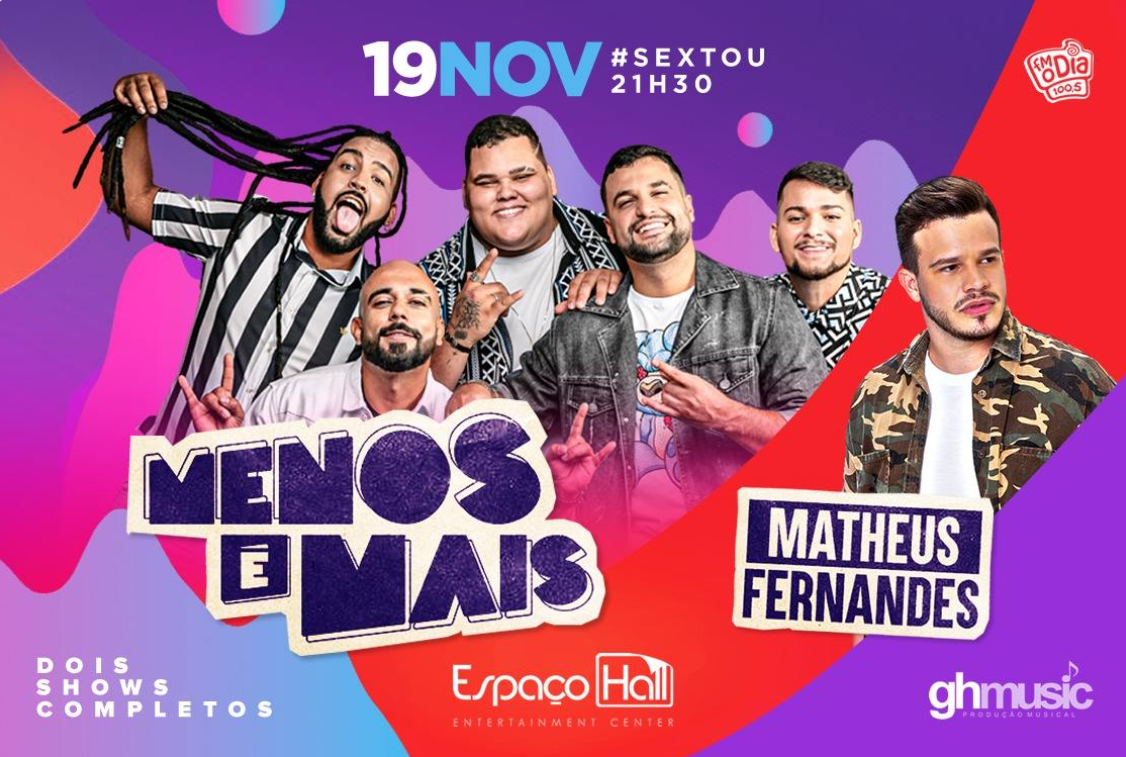 19NOV
#SEXTOU
21H30
FM
O DIA
100,5
MENOS
É MAIS
MATHEUS
FERNANDES
DOIS
SHOWS
COMPLETOS
Espaço Hall
ENTERTAINMENT CENTER
ghmusic
PRODUÇÃO MUSICAL